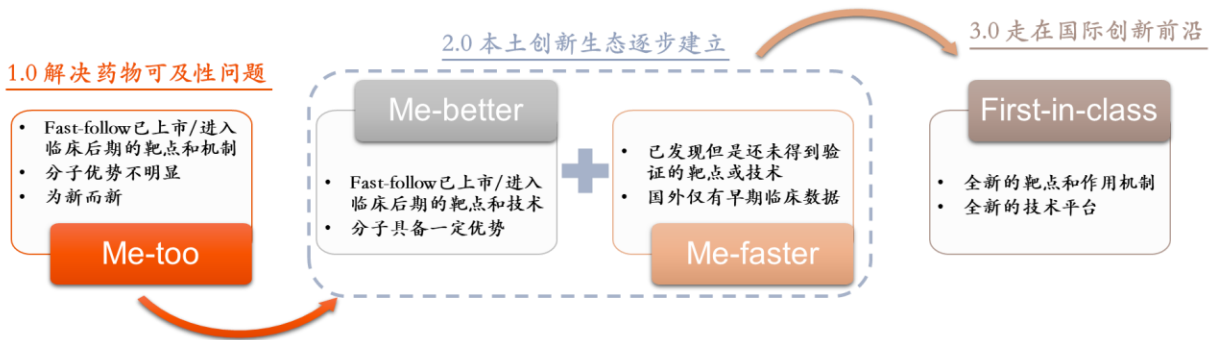 1.0 解决药物可及性问题
• Fast-follow已上市/进入
临床后期的靶点和机制
• 分子优势不明显
• 为新而新
Me-too
2.0 本土创新生态逐步建立
Me-better
• Fast-follow已上市/进入
临床后期的靶点和技术
• 分子具备一定优势
• 已发现但是还未得到验
证的靶点或技术
• 国外仅有早期临床数据
Me-faster
3.0 走在国际创新前沿
First-in-class
• 全新的靶点和作用机制
• 全新的技术平台